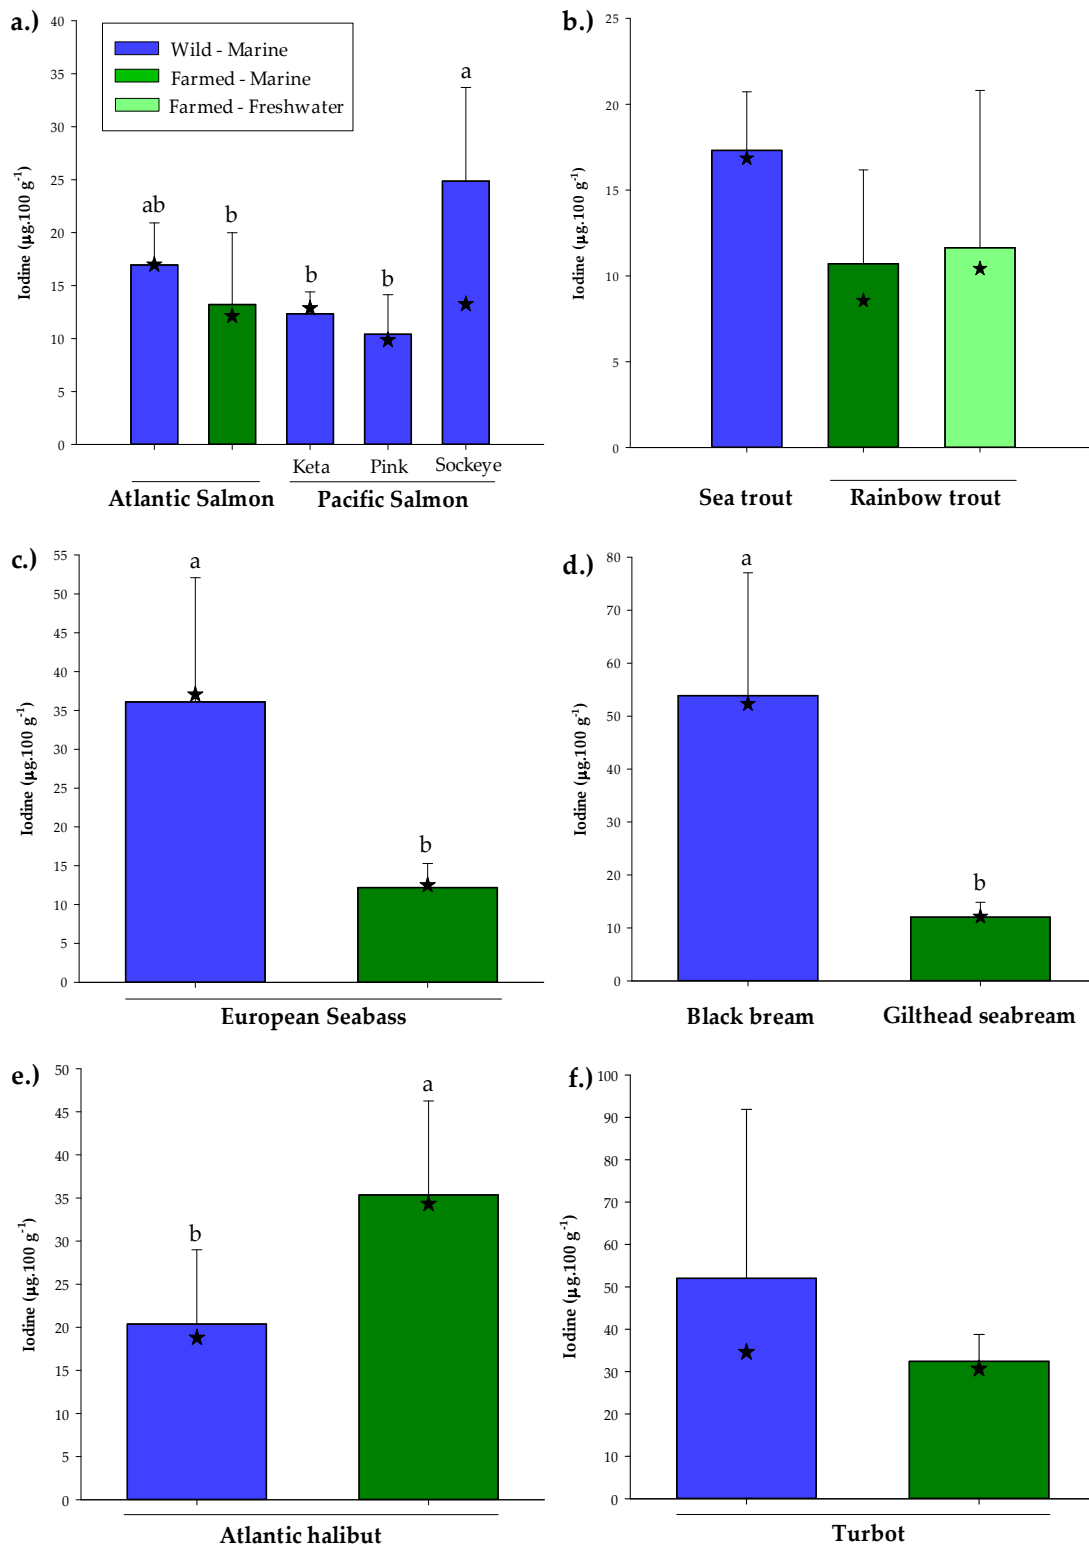 a.)
40
35
30
25
20
15
10
5
0
Iodine (µg.100 g-1)
Wild - Marine
Farmed - Marine
Farmed - Freshwater
ab
b
b
b
a
Keta Pink Sockeye
Atlantic Salmon Pacific Salmon
b.)
25
20
15
10
5
0
Iodine (µg.100 g-1)
Sea trout Rainbow trout
c.)
55
50
45
40
35
30
25
20
15
10
5
0
Iodine (µg.100 g-1)
a
b
European Seabass
d.)
80
70
60
50
40
30
20
10
0
Iodine (µg.100 g-1)
a
b
Black bream Gilthead seabream
e.)
50
45
40
35
30
25
20
15
10
5
0
Iodine (µg.100 g-1)
b
a
Atlantic halibut
f.)
100
90
80
70
60
50
40
30
20
10
0
Iodine (µg.100 g-1)
Turbot